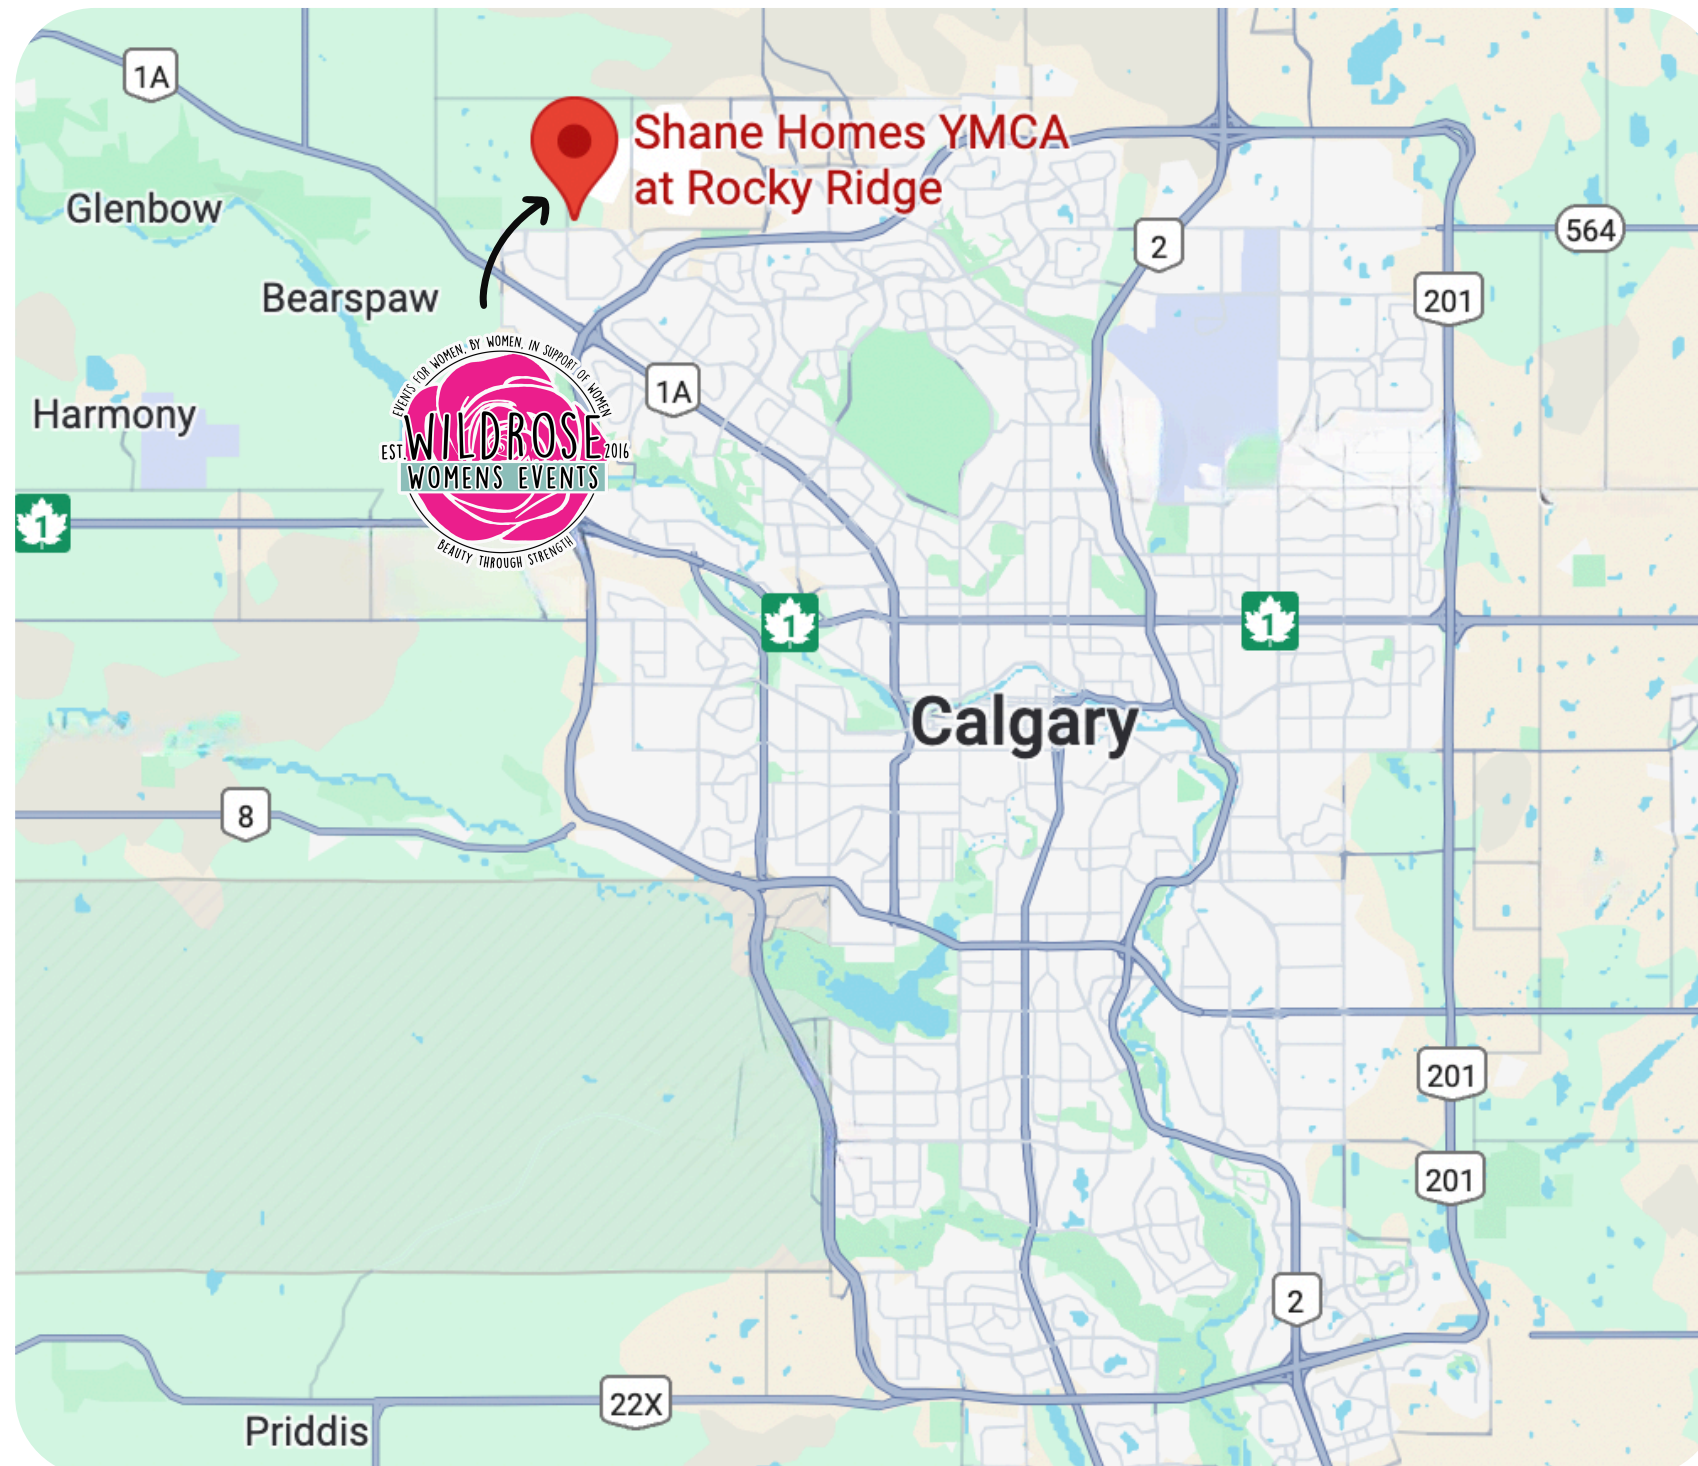 1A
Shane Homes YMCA
at Rocky Ridge
Glenbow
564
2
Bearspaw
201
EVENTS FOR WOMEN, BY WOMEN, IN SUPPORT OF WOMEN
1A
Harmony
WILDROSE
EST. 2016
WOMENS EVENTS
1
BEAUTY THROUGH STRENGTH
1
1
Calgary
8
201
201
2
22X
Priddis